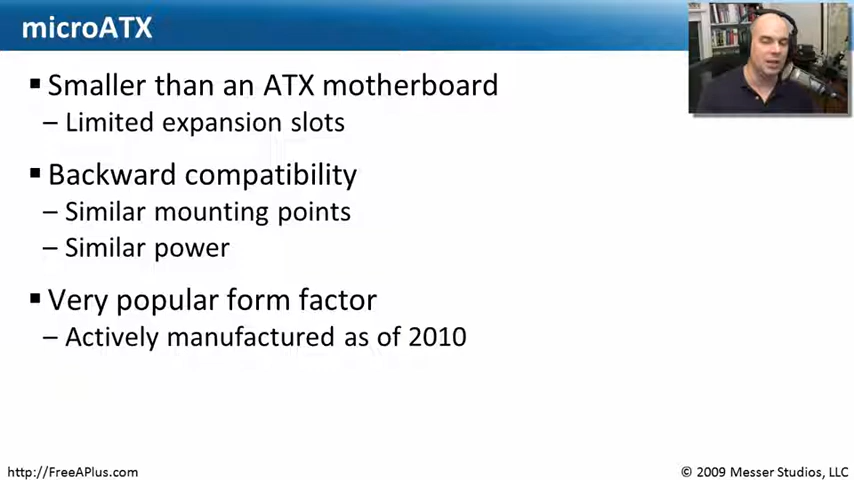 microATX
▪ Smaller than an ATX motherboard
– Limited expansion slots
▪ Backward compatibility
– Similar mounting points
– Similar power
▪ Very popular form factor
– Actively manufactured as of 2010
http://FreeAPlus.com
© 2009 Messer Studios, LLC